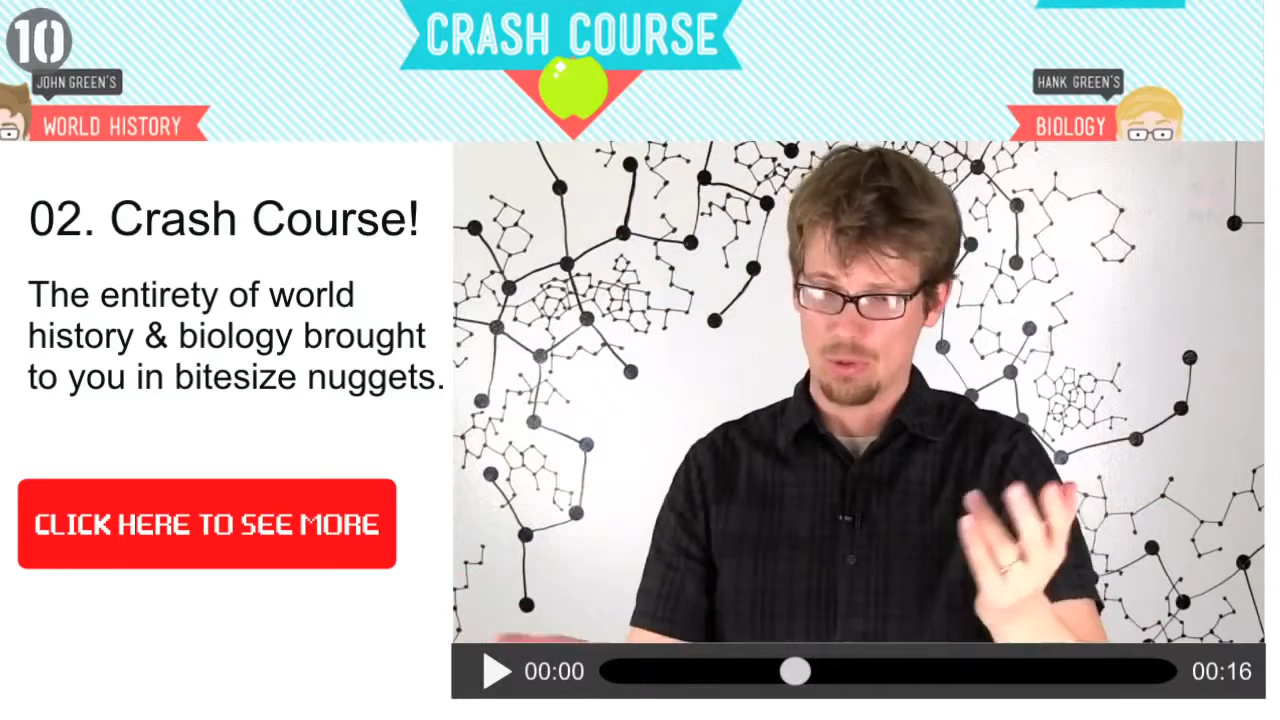 10
CRASH COURSE
JOHN GREEN'S
WORLD HISTORY
HANK GREEN'S
BIOLOGY
02. Crash Course!
The entirety of world
history & biology brought
to you in bitesize nuggets.
CLICK HERE TO SEE MORE
00:00
00:16